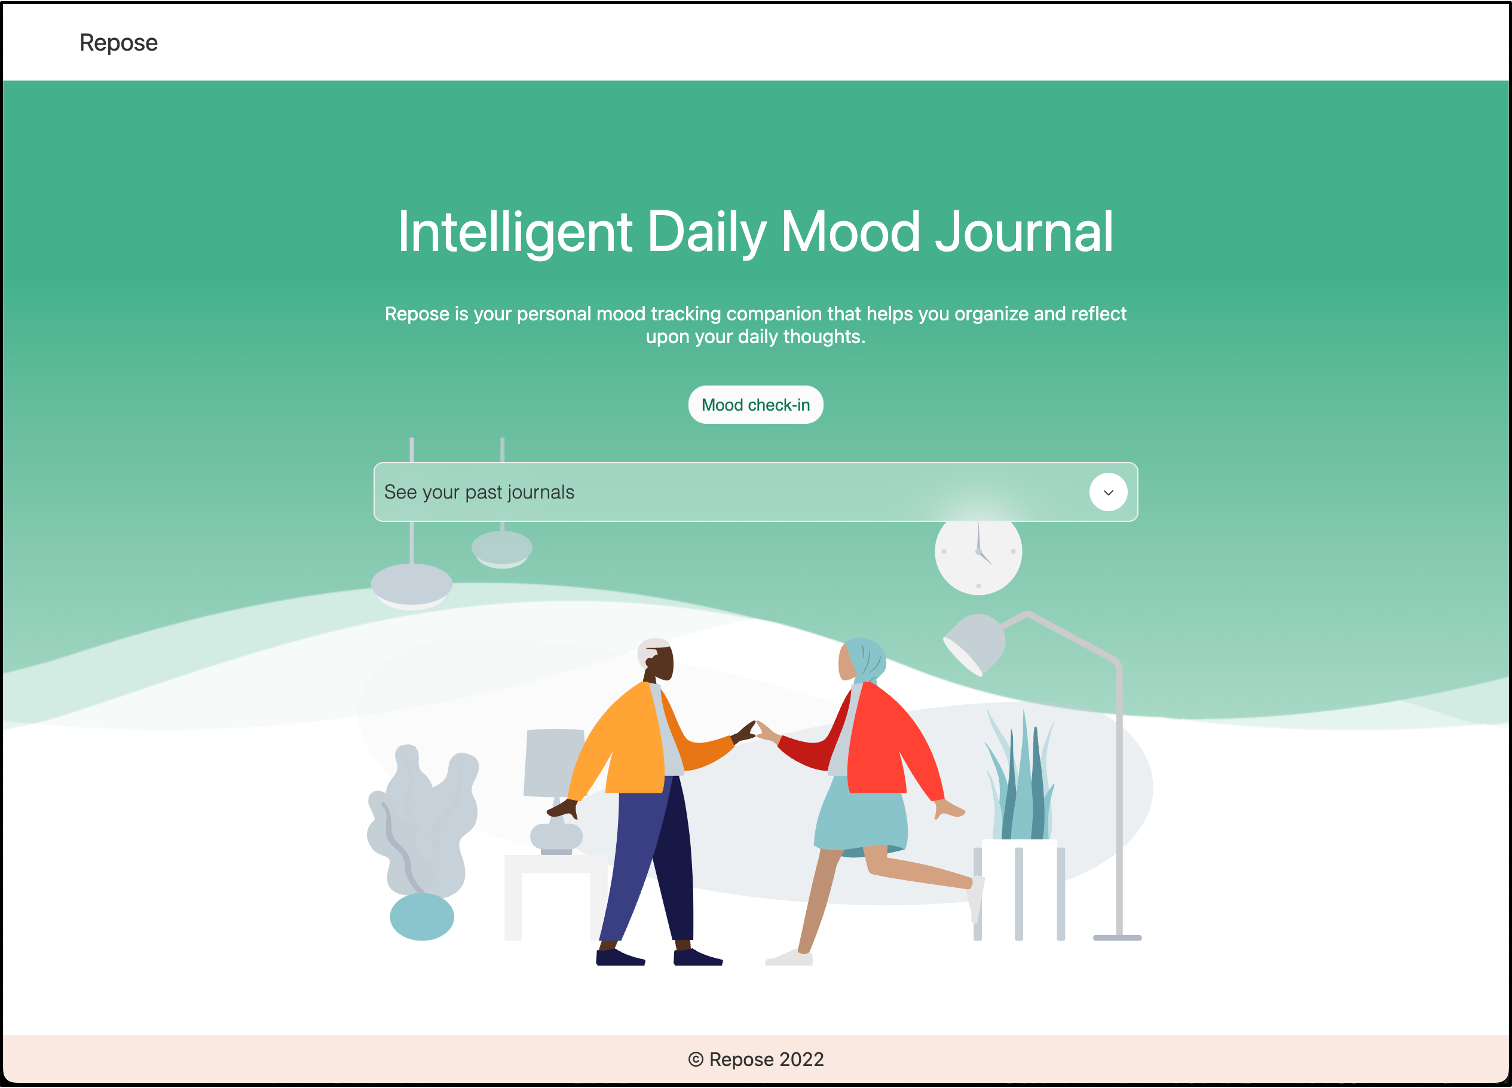 Repose
Intelligent Daily Mood Journal
Repose is your personal mood tracking companion that helps you organize and reflect
upon your daily thoughts.
Mood check-in
See your past journals
© Repose 2022